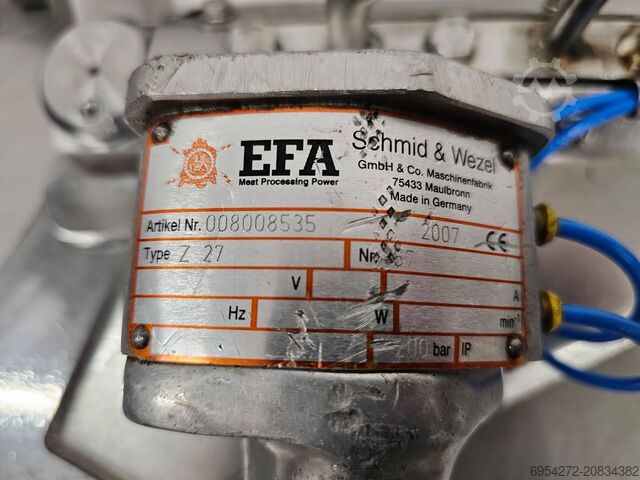 EFA
Meat Processing Power
Schmid & Wezel
GmbH & Co. Maschinenfabrik
75433 Maulbronn
Made in Germany
Artikel Nr. 008008535 2007 CE
Type Z 27 Nr.
V A
Hz W min⁻¹
bar IP
6954272-20834382